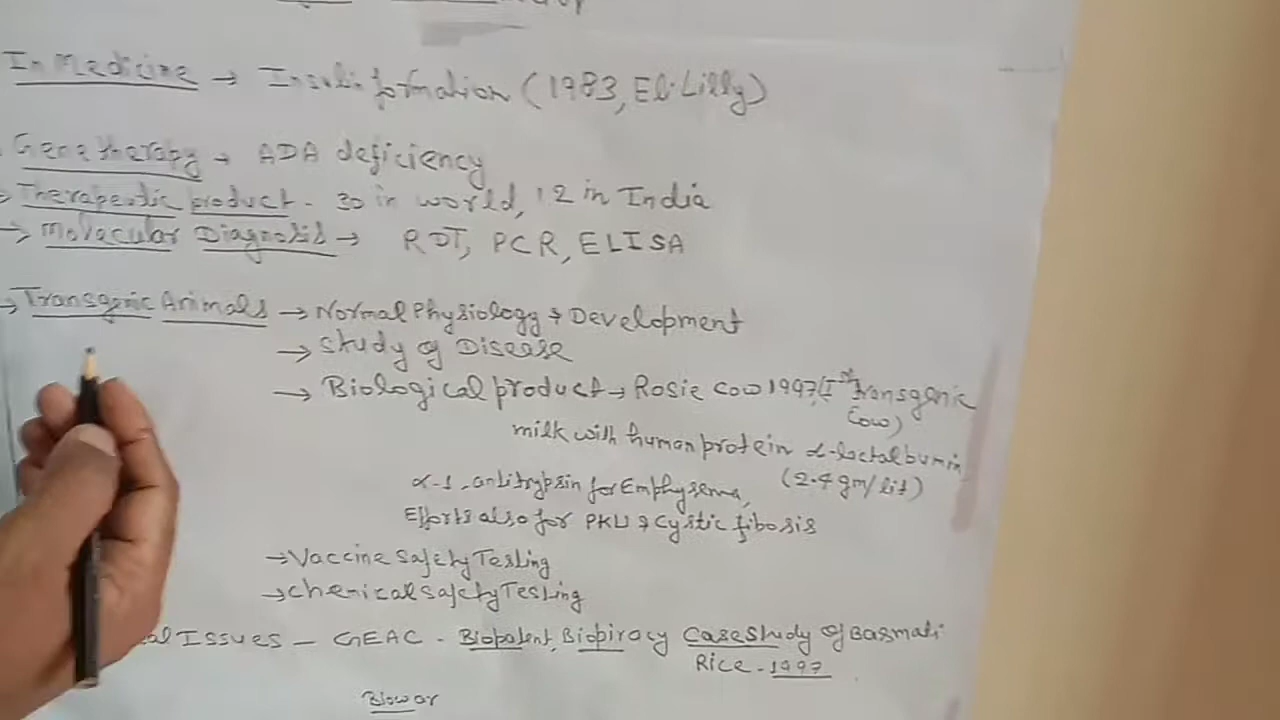 In Medicine → Insulin formation (1983, Eli Lilly)
Gene therapy → ADA deficiency
Therapeutic product - 30 in world, 12 in India
→ Molecular Diagnosis → RDT, PCR, ELISA
→ Transgenic Animals → Normal Physiology & Development
→ Study of Disease
→ Biological product → Rosie Cow 1997, (Ist Transgenic Cow)
milk with human protein α-lactalbumin (2.4 gm/lit)
α-1-antitrypsin for Emphysema,
Efforts also for PKU & Cystic fibosis
→ Vaccine Safety Testing
→ Chemical Safety Testing
al Issues - GEAC - Biopatent, Biopiracy Case Study of Basmati
Rice - 1997
Biowar